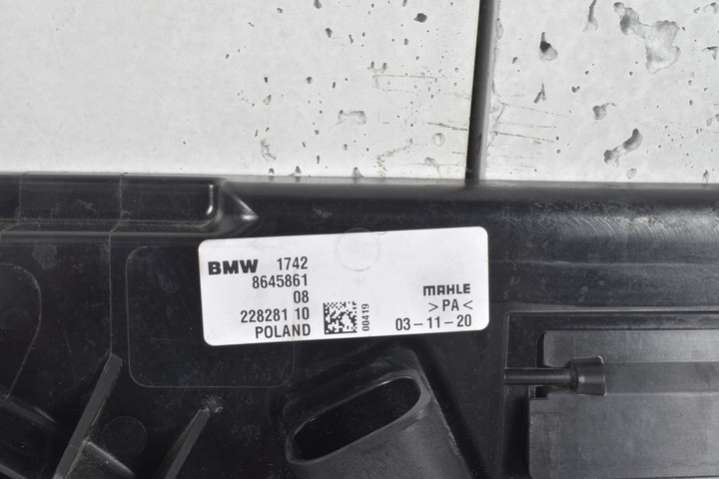 BMW 1742
8645861
08
228281 10
POLAND
00419
MAHLE
>PA<
03-11-20